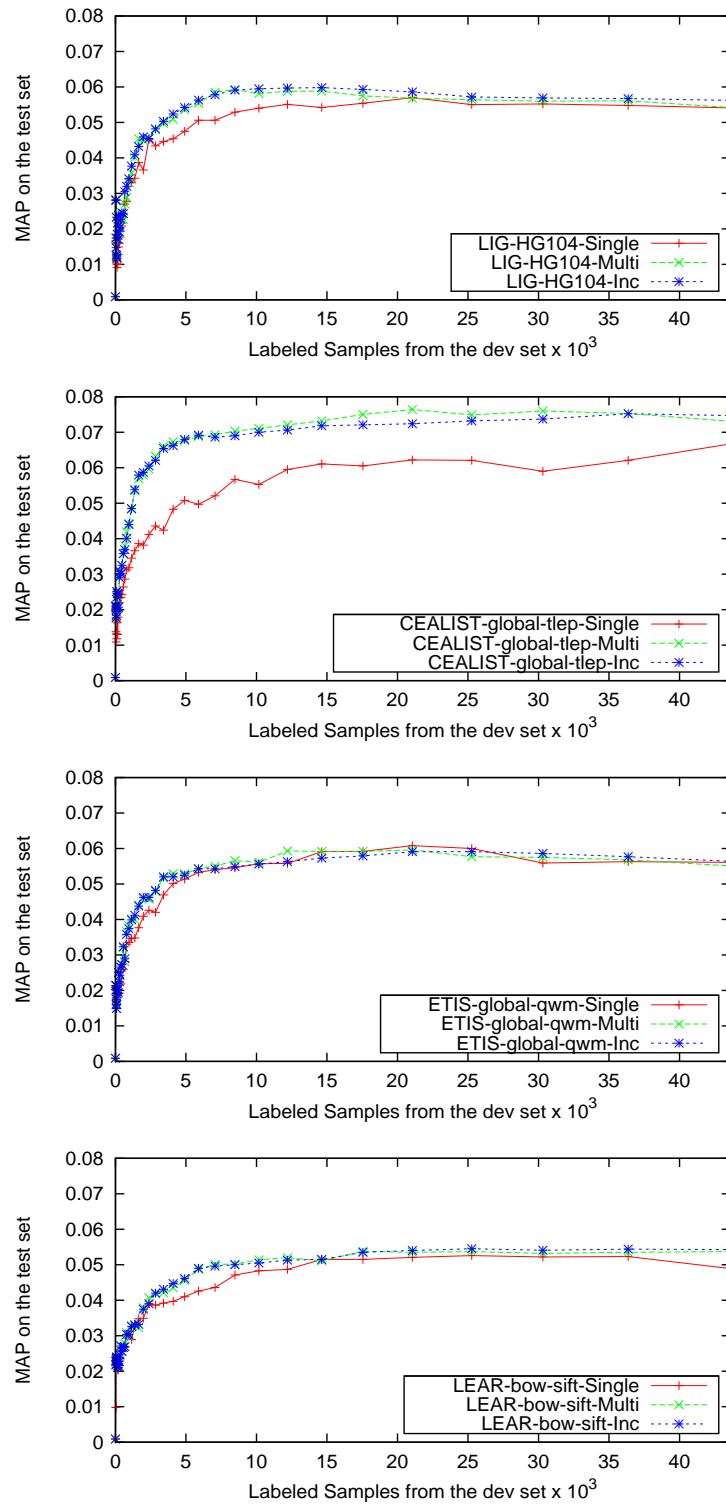 0.08
0.07
0.06
0.05
0.04
0.03
0.02
0.01
0
MAP on the test set
LIG-HG104-Single
LIG-HG104-Multi
LIG-HG104-Inc
0 5 10 15 20 25 30 35 40
Labeled Samples from the dev set x 10^3
0.08
0.07
0.06
0.05
0.04
0.03
0.02
0.01
0
MAP on the test set
CEALIST-global-tlep-Single
CEALIST-global-tlep-Multi
CEALIST-global-tlep-Inc
0 5 10 15 20 25 30 35 40
Labeled Samples from the dev set x 10^3
0.08
0.07
0.06
0.05
0.04
0.03
0.02
0.01
0
MAP on the test set
ETIS-global-qwm-Single
ETIS-global-qwm-Multi
ETIS-global-qwm-Inc
0 5 10 15 20 25 30 35 40
Labeled Samples from the dev set x 10^3
0.08
0.07
0.06
0.05
0.04
0.03
0.02
0.01
0
MAP on the test set
LEAR-bow-sift-Single
LEAR-bow-sift-Multi
LEAR-bow-sift-Inc
0 5 10 15 20 25 30 35 40
Labeled Samples from the dev set x 10^3